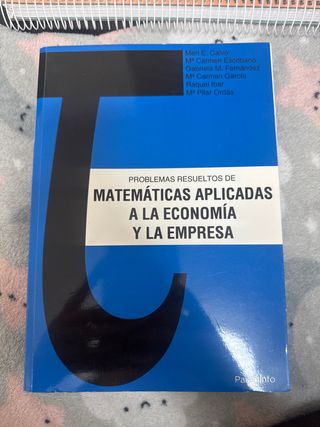 Meri E. Calvo
Mª Carmen Escribano
Gabriela M. Fernández
Mª Carmen García
Raquel Ibar
Mª Pilar Ordás
PROBLEMAS RESUELTOS DE
MATEMÁTICAS APLICADAS
A LA ECONOMÍA
Y LA EMPRESA
Paraninfo